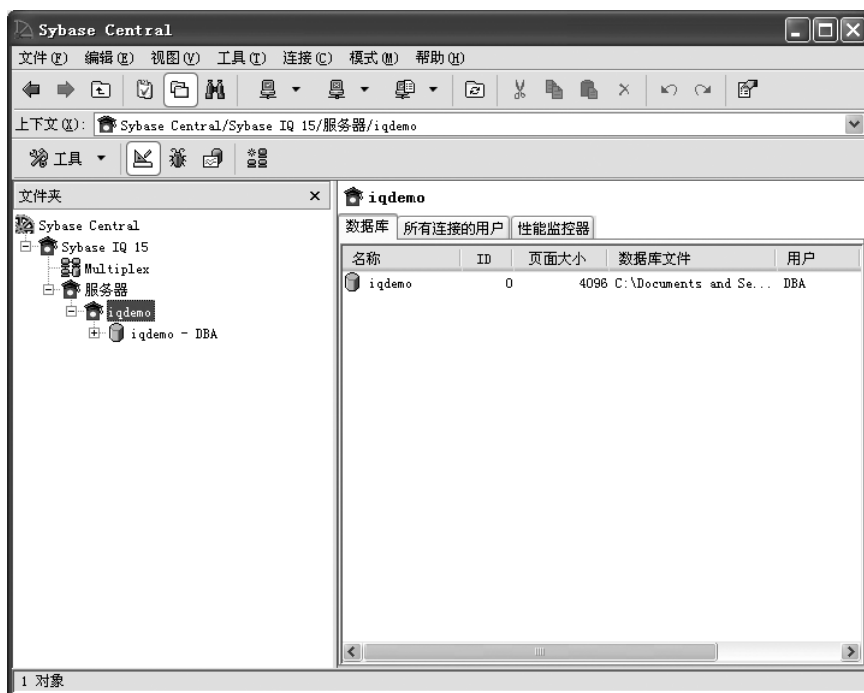 Sybase Central
文件(F) 编辑(E) 视图(V) 工具(T) 连接(C) 模式(M) 帮助(H)
上下文(X): Sybase Central/Sybase IQ 15/服务器/iqdemo
工具
文件夹
Sybase Central
Sybase IQ 15
Multiplex
服务器
iqdemo
iqdemo - DBA
iqdemo
数据库 所有连接的用户 性能监控器
名称 ID 页面大小 数据库文件 用户
iqdemo 0 4096 C:\Documents and Se... DBA
1 对象